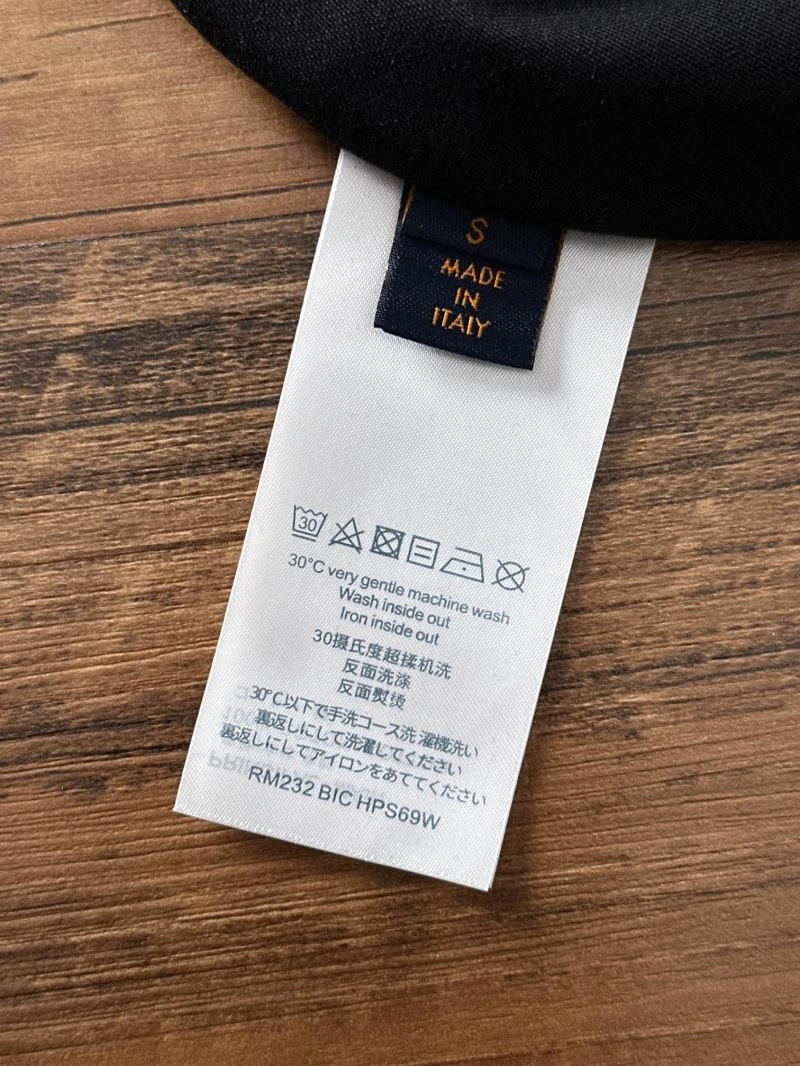 S
MADE
IN
ITALY
30
30°C very gentle machine wash
Wash inside out
Iron inside out
30摄氏度超揉机洗
反面洗涤
反面熨烫
30℃以下で手洗コース洗 濯機洗い
裏返しにして洗濯してください
裏返しにしてアイロンをあててください
RM232 BIC HPS69W